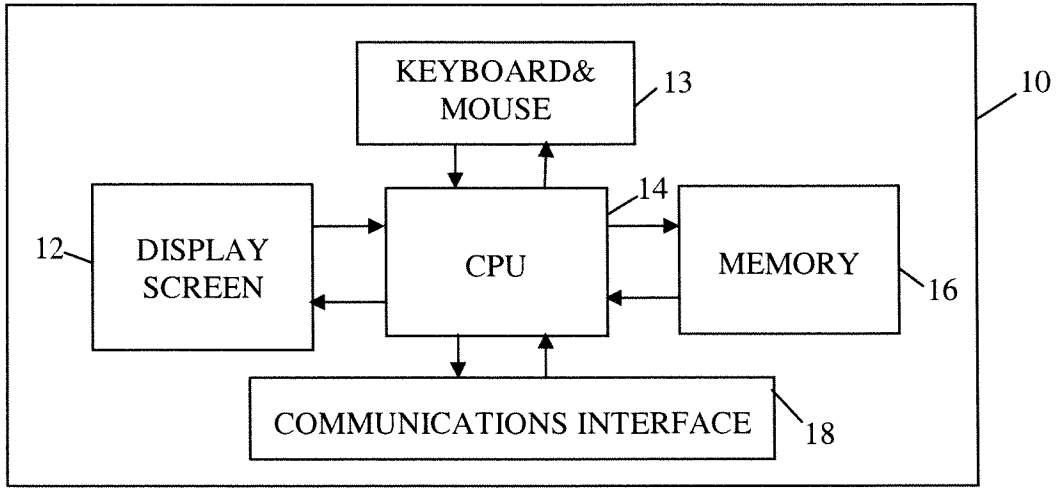 KEYBOARD&
MOUSE
13
10
14
12
DISPLAY
SCREEN
CPU
MEMORY
16
COMMUNICATIONS INTERFACE
18